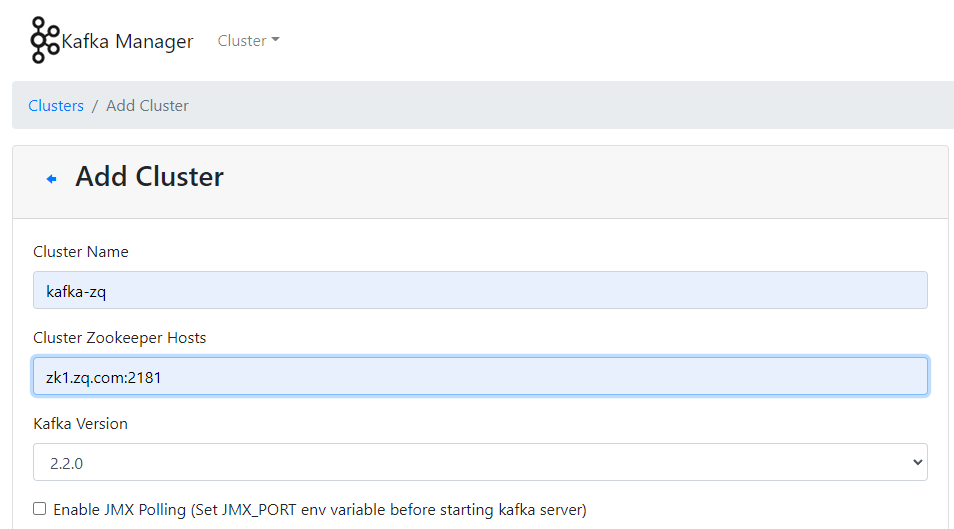 Kafka Manager Cluster
Clusters / Add Cluster
Add Cluster
Cluster Name
kafka-zq
Cluster Zookeeper Hosts
zk1.zq.com:2181
Kafka Version
2.2.0
Enable JMX Polling (Set JMX_PORT env variable before starting kafka server)